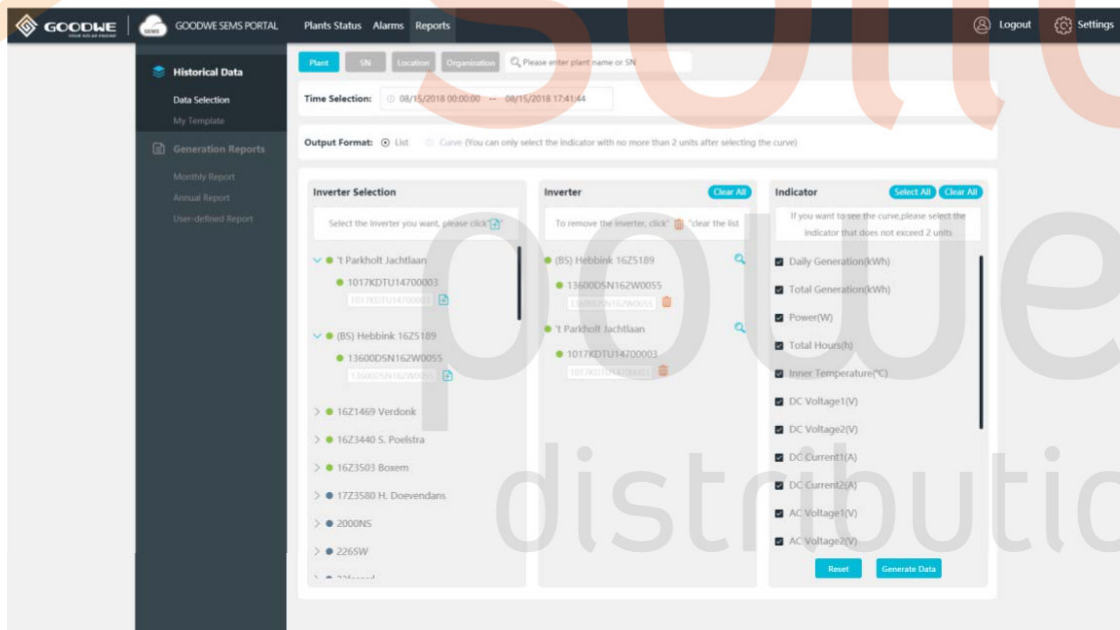 GOODWE
YOUR SOLAR ENGINE
SEMS
GOODWE SEMS PORTAL
Plants Status Alarms Reports
Logout
Settings
Historical Data
Data Selection
My Template
Generation Reports
Monthly Report
Annual Report
User-defined Report
Plant SN Location Organization Please enter plant name or SN
Time Selection: 08/15/2018 00:00:00 -- 08/15/2018 17:41:44
Output Format: List Curve (You can only select the indicator with no more than 2 units after selecting the curve)
Inverter Selection
Select the inverter you want, please click" "
't Parkholt Jachtlaan
1017KDTU14700003
1017KDTU14700003
(BS) Hebbink 16Z5189
13600DSN162W0055
13600DSN162W0055
16Z1469 Verdonk
16Z3440 S. Poelstra
16Z3503 Boxem
17Z3580 H. Doevendans
2000NS
2265W
Inverter Clear All
To remove the inverter, click" "clear the list
(BS) Hebbink 16Z5189
13600DSN162W0055
13600DSN162W0055
't Parkholt Jachtlaan
1017KDTU14700003
1017KDTU14700003
Indicator Select All Clear All
If you want to see the curve,please select the
indicator that does not exceed 2 units
Daily Generation(kWh)
Total Generation(kWh)
Power(W)
Total Hours(h)
Inner Temperature(°C)
DC Voltage1(V)
DC Voltage2(V)
DC Current1(A)
DC Current2(A)
AC Voltage1(V)
AC Voltage2(V)
Reset Generate Data